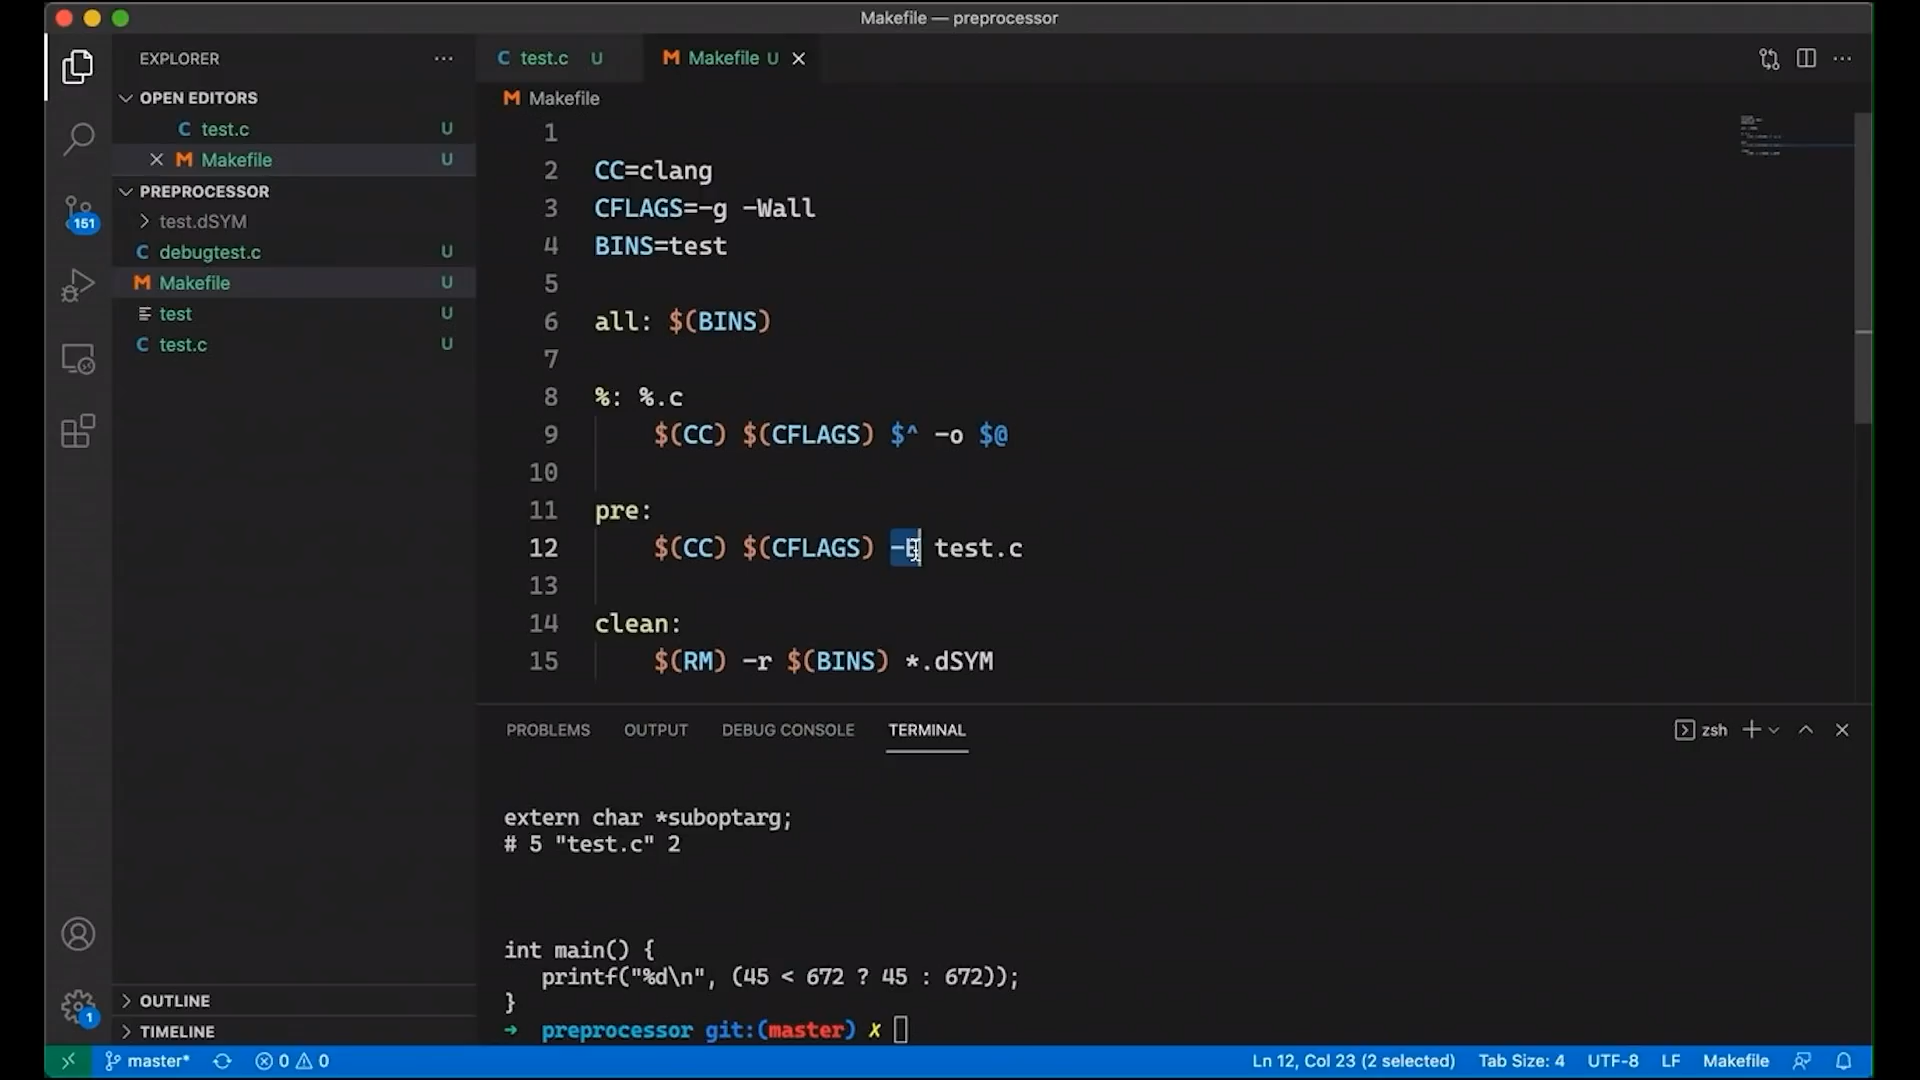 Makefile — preprocessor
EXPLORER
test.c U
Makefile U
OPEN EDITORS
test.c U
Makefile U
PREPROCESSOR
test.dSYM
debugtest.c U
Makefile U
test U
test.c U
151
Makefile
1
2 CC=clang
3 CFLAGS=-g -Wall
4 BINS=test
5
6 all: $(BINS)
7
8 %: %.c
9 $(CC) $(CFLAGS) $^ -o $@
10
11 pre:
12 $(CC) $(CFLAGS) -E test.c
13
14 clean:
15 $(RM) -r $(BINS) *.dSYM
PROBLEMS OUTPUT DEBUG CONSOLE TERMINAL
zsh
extern char *suboptarg;
# 5 "test.c" 2
int main() {
printf("%d\n", (45 < 672 ? 45 : 672));
}
➜ preprocessor git:(master) ✗
OUTLINE
TIMELINE
1
master* 0 0
Ln 12, Col 23 (2 selected) Tab Size: 4 UTF-8 LF Makefile